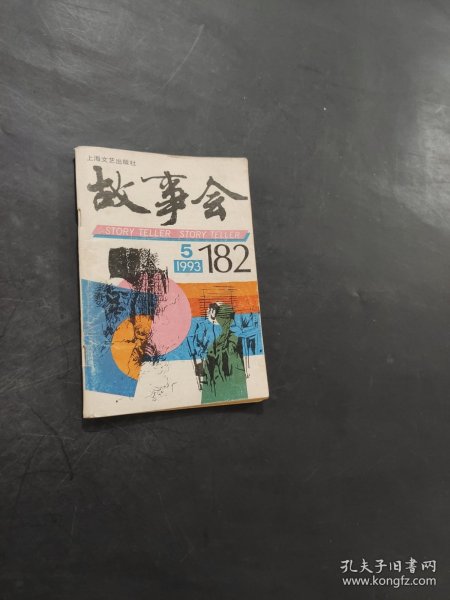 上海文艺出版社
故事会
STORY TELLER STORY TELLER
5
1993
182
孔夫子旧书网
www.kongfz.com